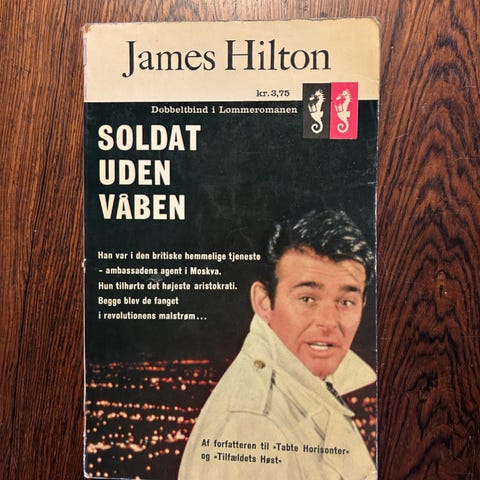 James Hilton
kr. 3,75
Dobbeltbind i Lommeromanen
SOLDAT
UDEN
VÅBEN
Han var i den britiske hemmelige tjeneste
- ambassadens agent i Moskva.
Hun tilhørte det højeste aristokrati.
Begge blev de fanget
i revolutionens malstrøm...
Af forfatteren til »Tabte Horisonter«
og »Tilfældets Høst«